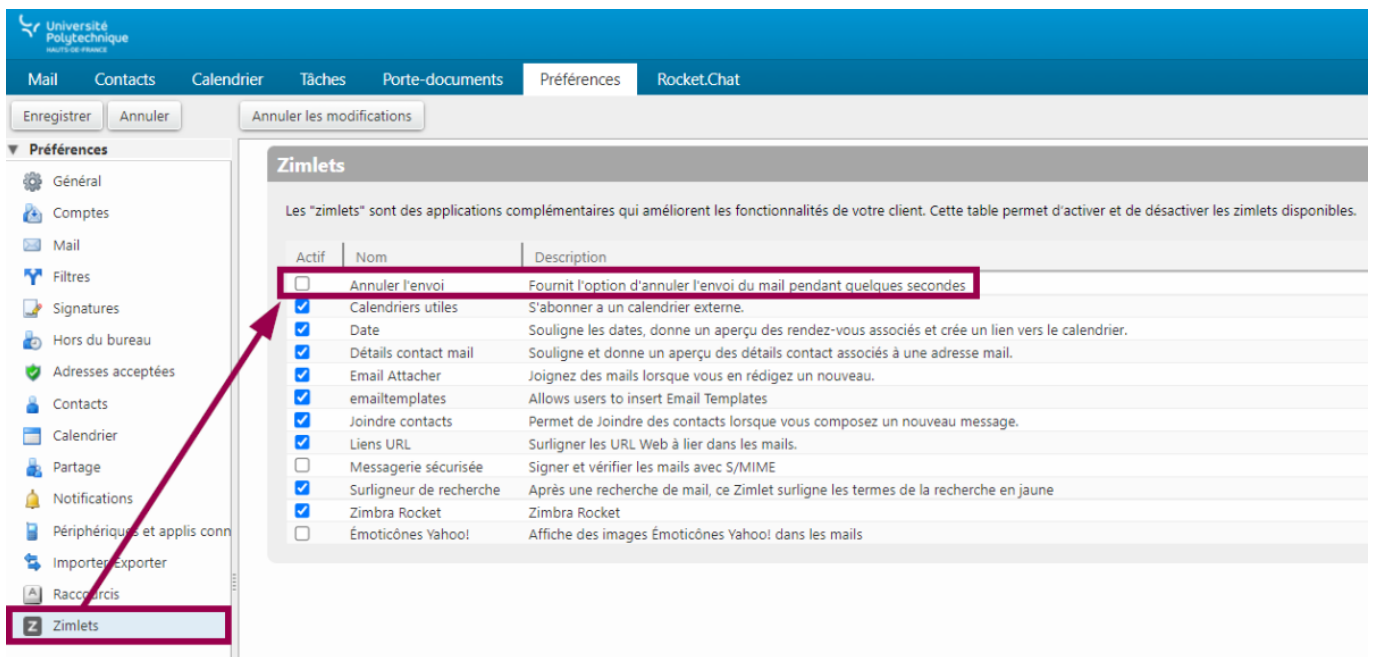 Université
Polytechnique
HAUTS-DE-FRANCE
Mail Contacts Calendrier Tâches Porte-documents Préférences Rocket.Chat
Enregistrer Annuler Annuler les modifications
Préférences
Général
Comptes
Mail
Filtres
Signatures
Hors du bureau
Adresses acceptées
Contacts
Calendrier
Partage
Notifications
Périphériques et applis conn
Importer/Exporter
Raccourcis
Z Zimlets
Zimlets
Les "zimlets" sont des applications complémentaires qui améliorent les fonctionnalités de votre client. Cette table permet d'activer et de désactiver les zimlets disponibles.
Actif Nom Description
Annuler l'envoi Fournit l'option d'annuler l'envoi du mail pendant quelques secondes
Calendriers utiles S'abonner a un calendrier externe.
Date Souligne les dates, donne un aperçu des rendez-vous associés et crée un lien vers le calendrier.
Détails contact mail Souligne et donne un aperçu des détails contact associés à une adresse mail.
Email Attacher Joignez des mails lorsque vous en rédigez un nouveau.
emailtemplates Allows users to insert Email Templates
Joindre contacts Permet de Joindre des contacts lorsque vous composez un nouveau message.
Liens URL Surligner les URL Web à lier dans les mails.
Messagerie sécurisée Signer et vérifier les mails avec S/MIME
Surligneur de recherche Après une recherche de mail, ce Zimlet surligne les termes de la recherche en jaune
Zimbra Rocket Zimbra Rocket
Émoticônes Yahoo! Affiche des images Émoticônes Yahoo! dans les mails